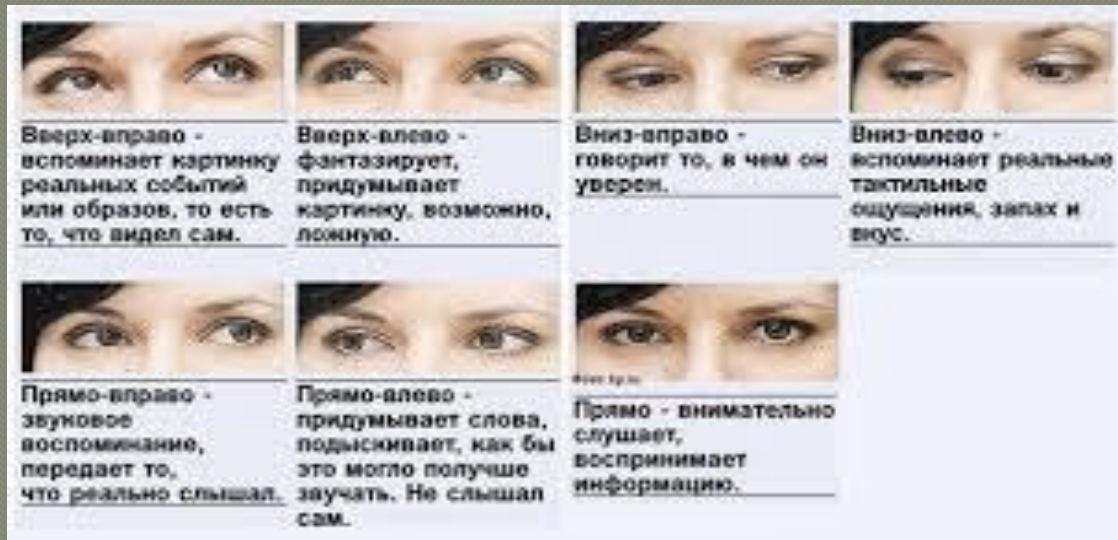 Вверх-вправо -
вспоминает картинку
реальных событий
или образов, то есть
то, что видел сам.
Вверх-влево -
фантазирует,
придумывает
картинку, возможно,
ложную.
Вниз-вправо -
говорит то, в чем он
уверен.
Вниз-влево -
вспоминает реальные
тактильные
ощущения, запах и
вкус.
Прямо-вправо -
звуковое
воспоминание,
передает то,
что реально слышал.
Прямо-влево -
придумывает слова,
подыскивает, как бы
это могло получше
звучать. Не слышал
сам.
Прямо - внимательно
слушает,
воспринимает
информацию.